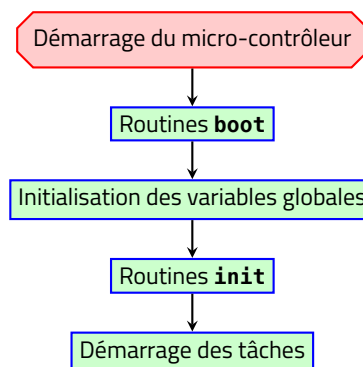 Démarrage du micro-contrôleur
Routines boot
Initialisation des variables globales
Routines init
Démarrage des tâches